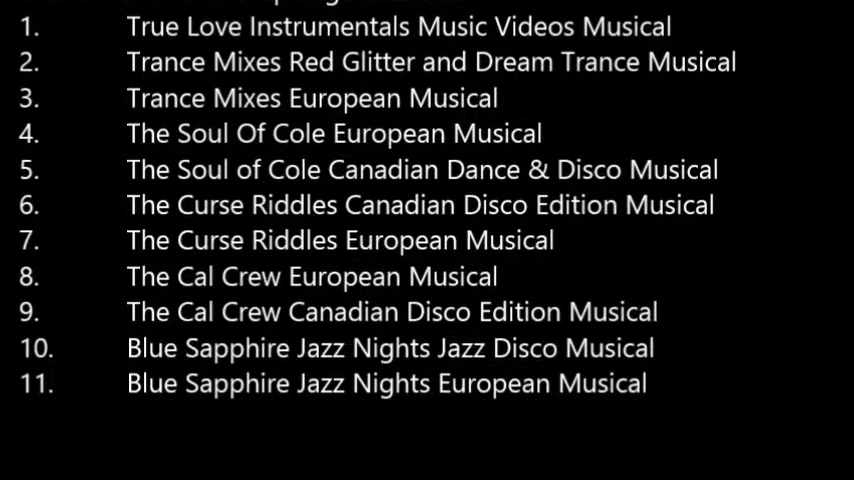 1. True Love Instrumentals Music Videos Musical
2. Trance Mixes Red Glitter and Dream Trance Musical
3. Trance Mixes European Musical
4. The Soul Of Cole European Musical
5. The Soul of Cole Canadian Dance & Disco Musical
6. The Curse Riddles Canadian Disco Edition Musical
7. The Curse Riddles European Musical
8. The Cal Crew European Musical
9. The Cal Crew Canadian Disco Edition Musical
10. Blue Sapphire Jazz Nights Jazz Disco Musical
11. Blue Sapphire Jazz Nights European Musical